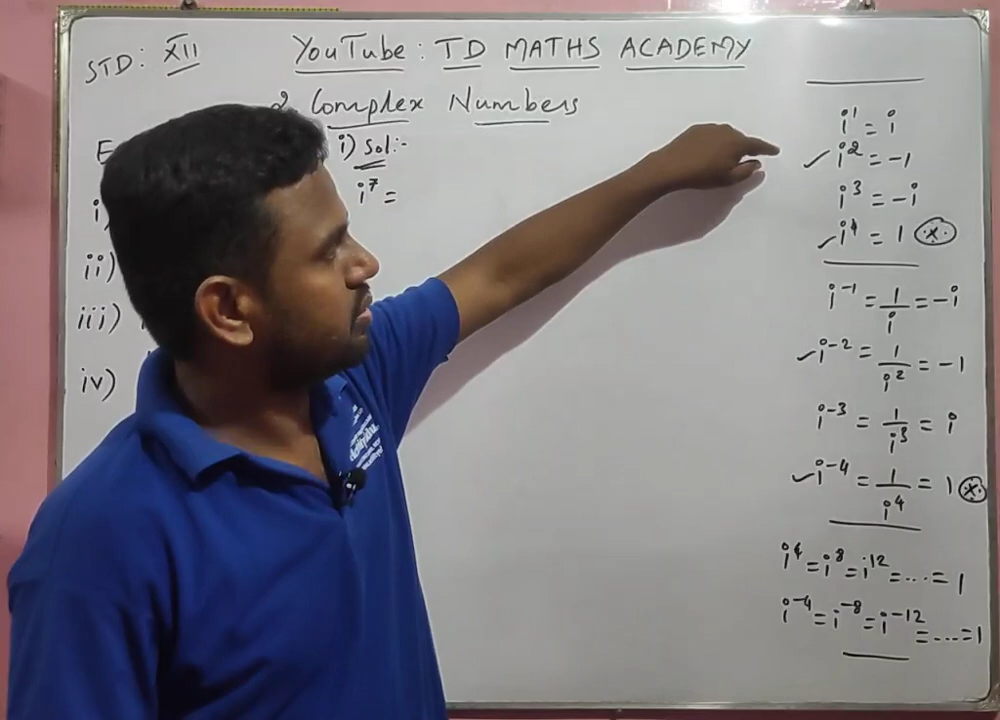 STD: XII
YouTube: TD MATHS ACADEMY
2. Complex Numbers
E
i) Sol:-
i⁷ =
i)
ii)
iii)
iv)
i¹ = i
✓ i² = -1
i³ = -i
✓ i⁴ = 1 *
i⁻¹ = 1/i = -i
✓ i⁻² = 1/i² = -1
i⁻³ = 1/i³ = i
✓ i⁻⁴ = 1/i⁴ = 1 *
i⁴ = i⁸ = i¹² = ... = 1
i⁻⁴ = i⁻⁸ = i⁻¹² = ... = 1